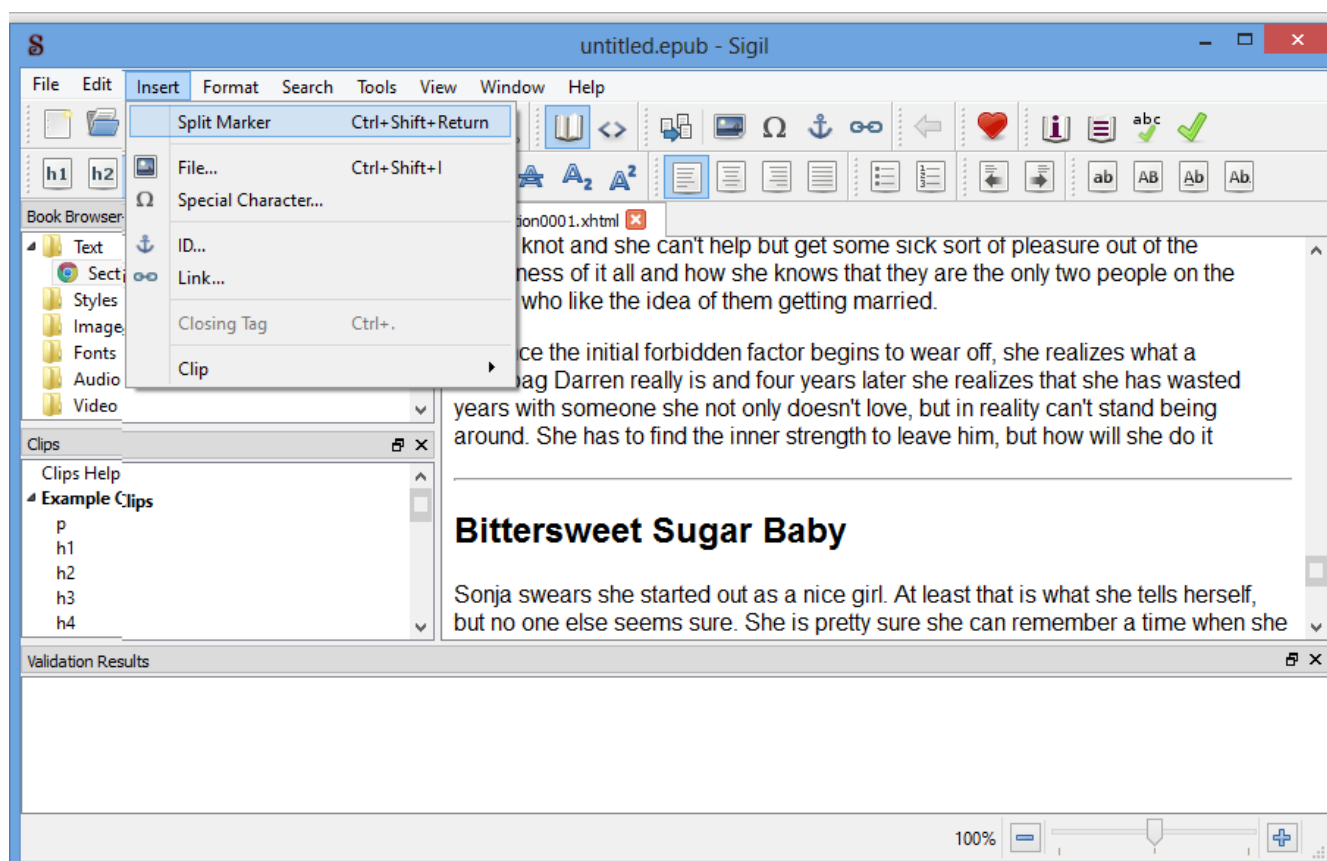 untitled.epub - Sigil
File Edit Insert Format Search Tools View Window Help
Split Marker Ctrl+Shift+Return
abc
File... Ctrl+Shift+I
h1 h2 A₂ A² ab AB Ab Ab.
Special Character...
Book Browser
tion0001.xhtml
Text
ID...
knot and she can't help but get some sick sort of pleasure out of the
Secti
Link...
ness of it all and how she knows that they are the only two people on the
Styles
who like the idea of them getting married.
Image
Closing Tag Ctrl+.
Fonts
ce the initial forbidden factor begins to wear off, she realizes what a
Clip
Audio
bag Darren really is and four years later she realizes that she has wasted
Video
years with someone she not only doesn't love, but in reality can't stand being
Clips
around. She has to find the inner strength to leave him, but how will she do it
Clips Help
Example Clips
p
Bittersweet Sugar Baby
h1
h2
h3
Sonja swears she started out as a nice girl. At least that is what she tells herself,
h4
but no one else seems sure. She is pretty sure she can remember a time when she
Validation Results
100%